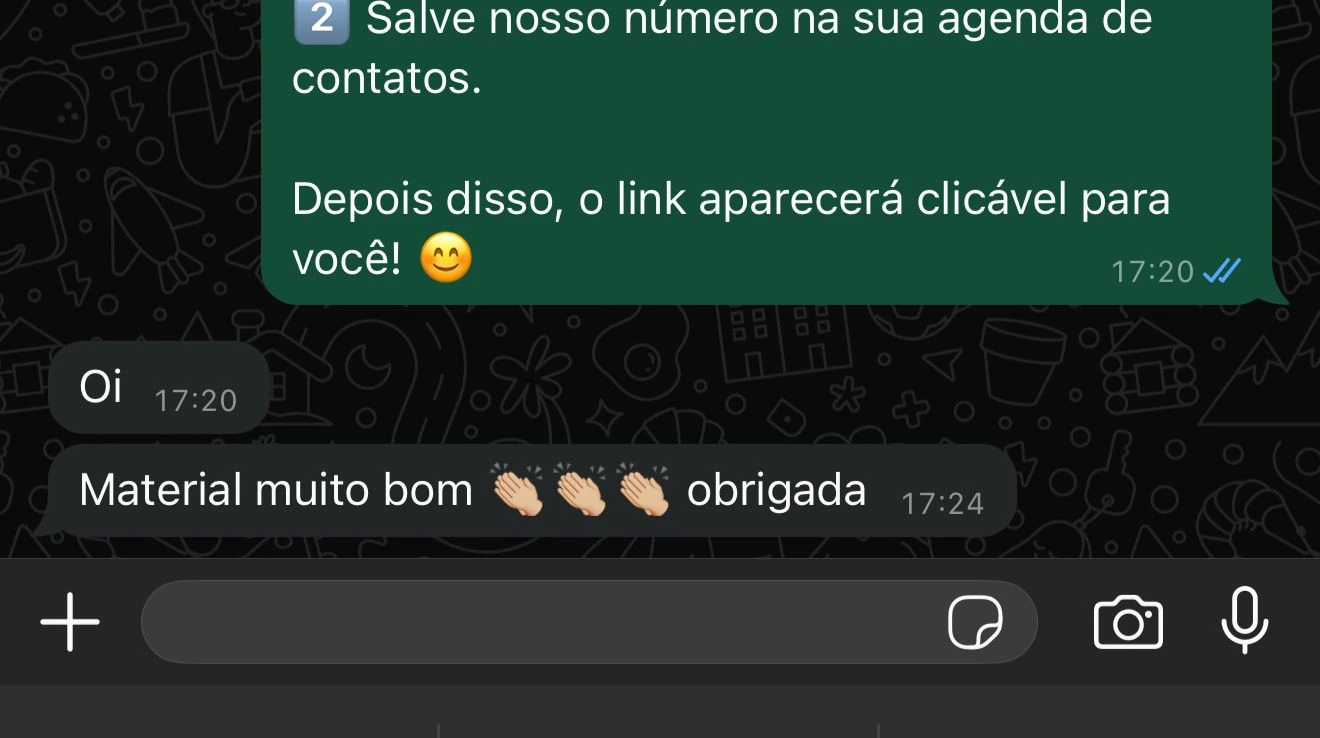 2️⃣ Salve nosso número na sua agenda de
contatos.
Depois disso, o link aparecerá clicável para
você! 😊
17:20
Oi 17:20
Material muito bom 👏🏼👏🏼👏🏼 obrigada 17:24